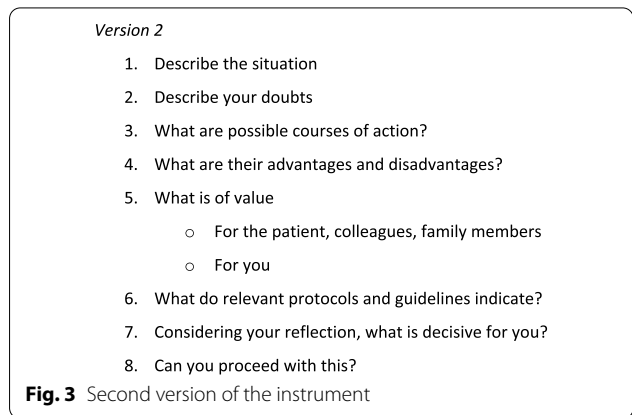 Version 2
1. Describe the situation
2. Describe your doubts
3. What are possible courses of action?
4. What are their advantages and disadvantages?
5. What is of value
○ For the patient, colleagues, family members
○ For you
6. What do relevant protocols and guidelines indicate?
7. Considering your reflection, what is decisive for you?
8. Can you proceed with this?
Fig. 3 Second version of the instrument